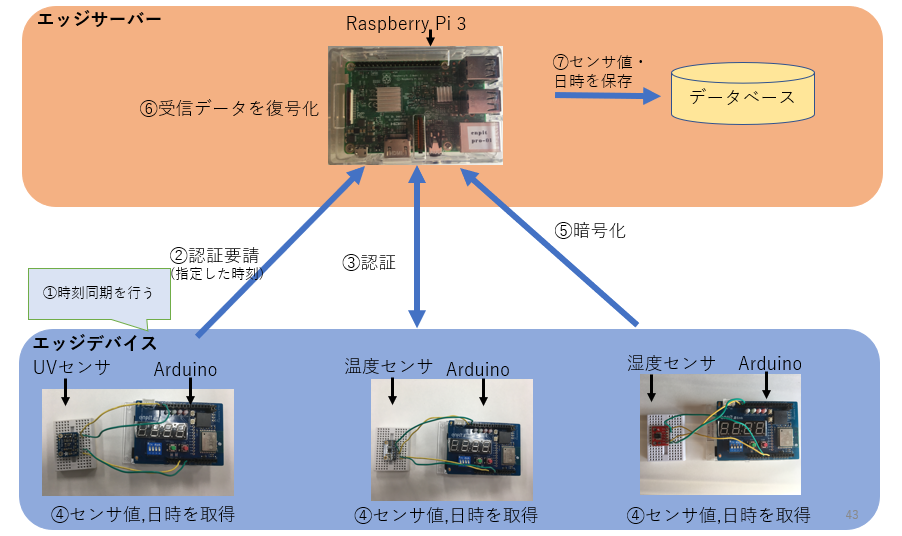 エッジサーバー
Raspberry Pi 3
⑦センサ値・
日時を保存
データベース
⑥受信データを復号化
enpit
pro-01
②認証要請
(指定した時刻)
③認証
⑤暗号化
①時刻同期を行う
エッジデバイス
UVセンサ
Arduino
温度センサ
Arduino
湿度センサ
Arduino
④センサ値,日時を取得
④センサ値,日時を取得
④センサ値,日時を取得
43